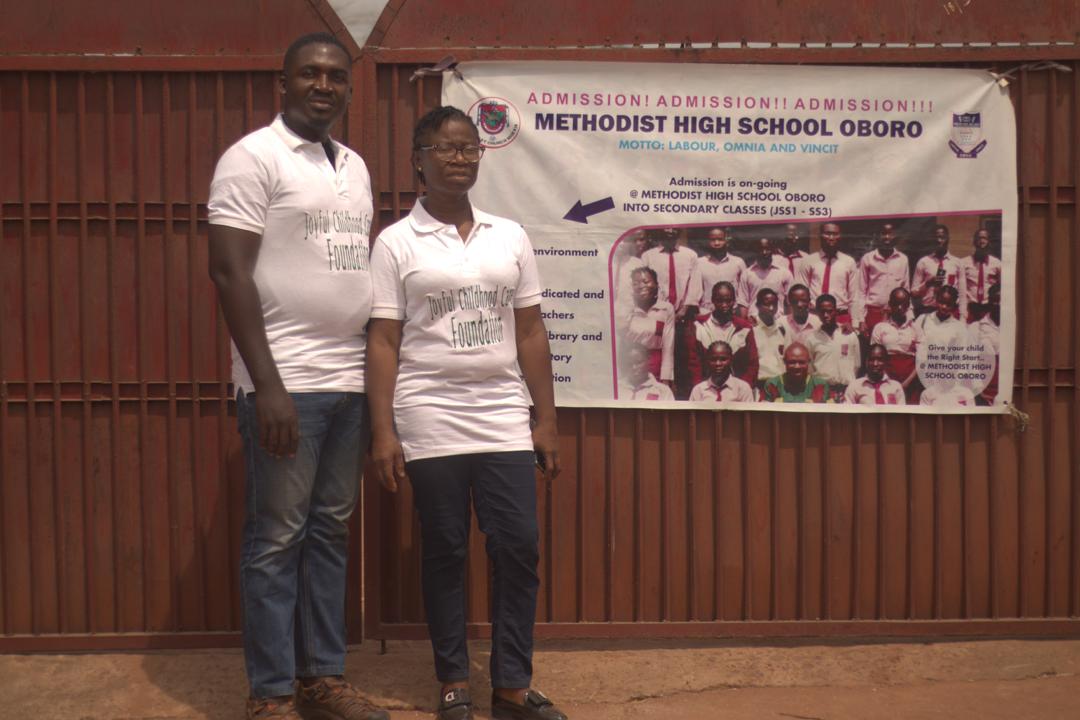 ADMISSION! ADMISSION!! ADMISSION!!!
METHODIST HIGH SCHOOL OBORO
MOTTO: LABOUR, OMNIA AND VINCIT
Admission is on-going
@ METHODIST HIGH SCHOOL OBORO
INTO SECONDARY CLASSES (JSS1 - SS3)
environment
dicated and
achers
ibrary and
tory
tion
Give your child
the Right Start..
@ METHODIST HIGH
SCHOOL OBORO
Joyful Childhood Ca
Foundation
Joyful Childhood Car
Foundation